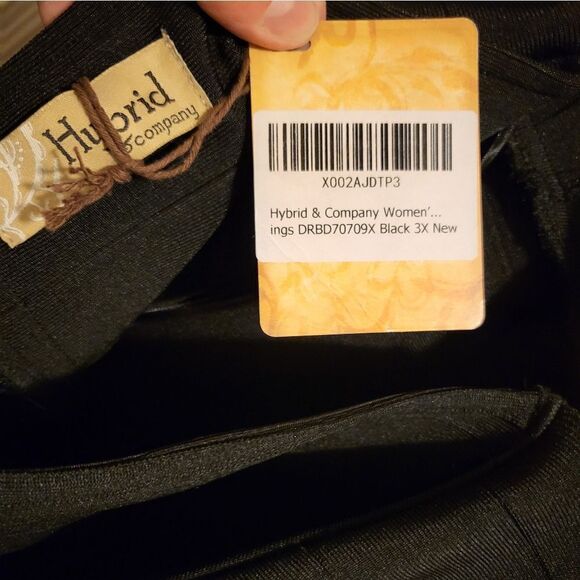 Hybrid
& company
X002AJDTP3
Hybrid & Company Women'...
ings DRBD70709X Black 3X New